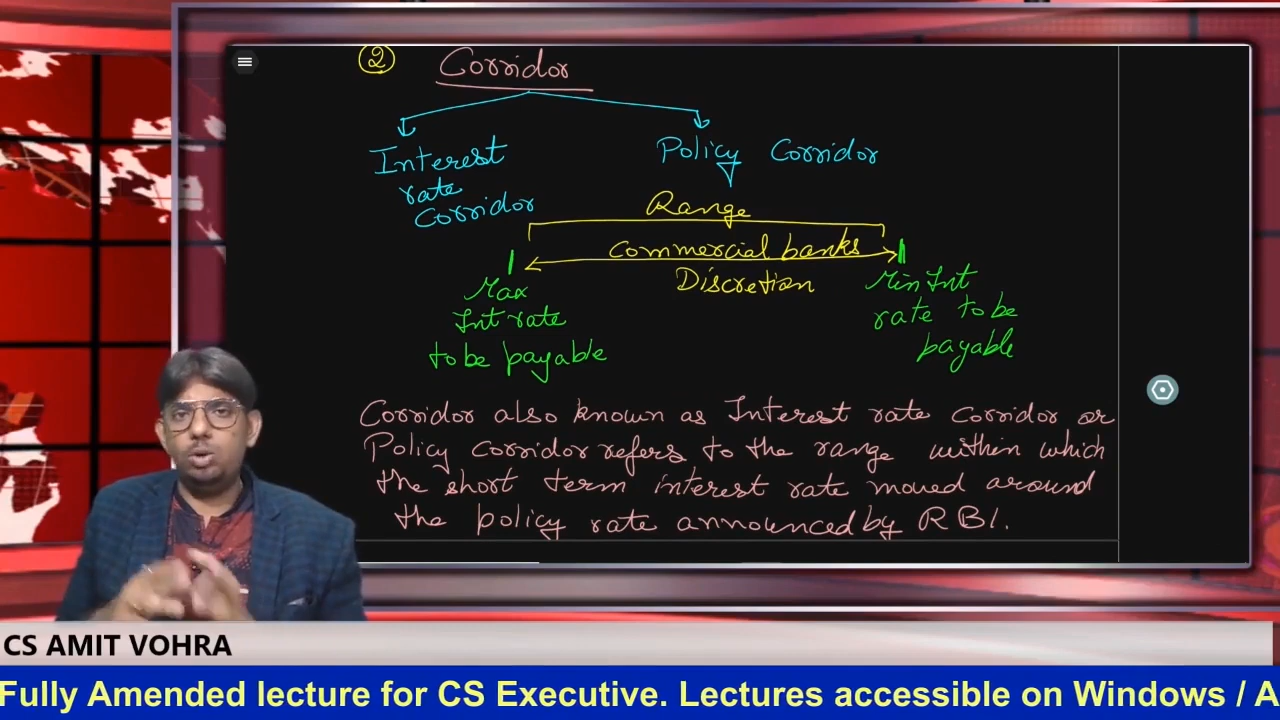 2 Corridor
Interest
rate
Corridor
Policy Corridor
Range
Commercial banks
Discretion
Max
Int rate
to be payable
Min Int
rate to be
payable
Corridor also known as Interest rate corridor or
Policy corridor refers to the range within which
the short term interest rate moved around
the policy rate announced by RBI.
CS AMIT VOHRA
Fully Amended lecture for CS Executive. Lectures accessible on Windows / A